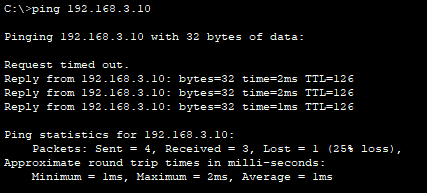 C:\>ping 192.168.3.10
Pinging 192.168.3.10 with 32 bytes of data:
Request timed out.
Reply from 192.168.3.10: bytes=32 time=2ms TTL=126
Reply from 192.168.3.10: bytes=32 time=2ms TTL=126
Reply from 192.168.3.10: bytes=32 time=1ms TTL=126
Ping statistics for 192.168.3.10:
Packets: Sent = 4, Received = 3, Lost = 1 (25% loss),
Approximate round trip times in milli-seconds:
Minimum = 1ms, Maximum = 2ms, Average = 1ms